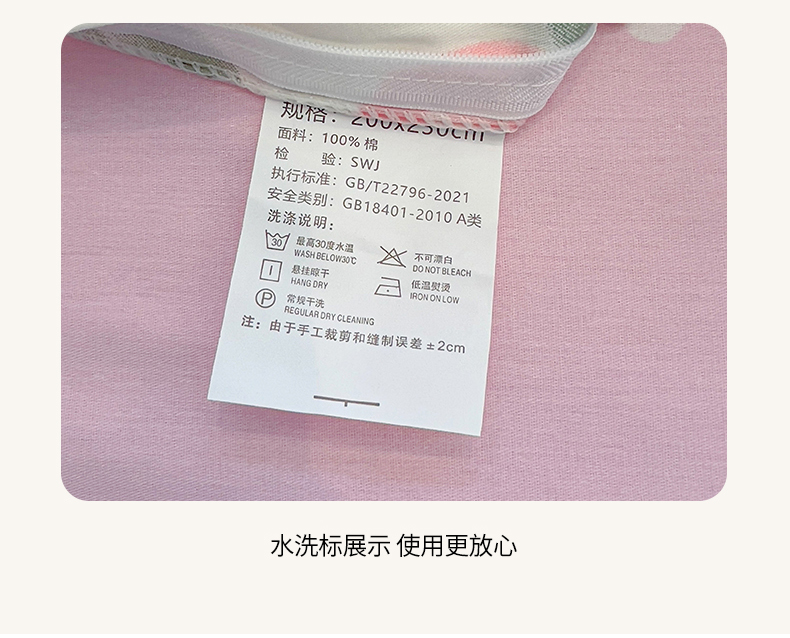 规格：200x230cm
面料：100% 棉
检 验：SWJ
执行标准：GB/T22796-2021
安全类别：GB18401-2010 A类
洗涤说明：
30 最高30度水温 WASH BELOW30℃
不可漂白 DO NOT BLEACH
悬挂晾干 HANG DRY
低温熨烫 IRON ON LOW
P 常规干洗 REGULAR DRY CLEANING
注：由于手工裁剪和缝制误差±2cm
水洗标展示 使用更放心